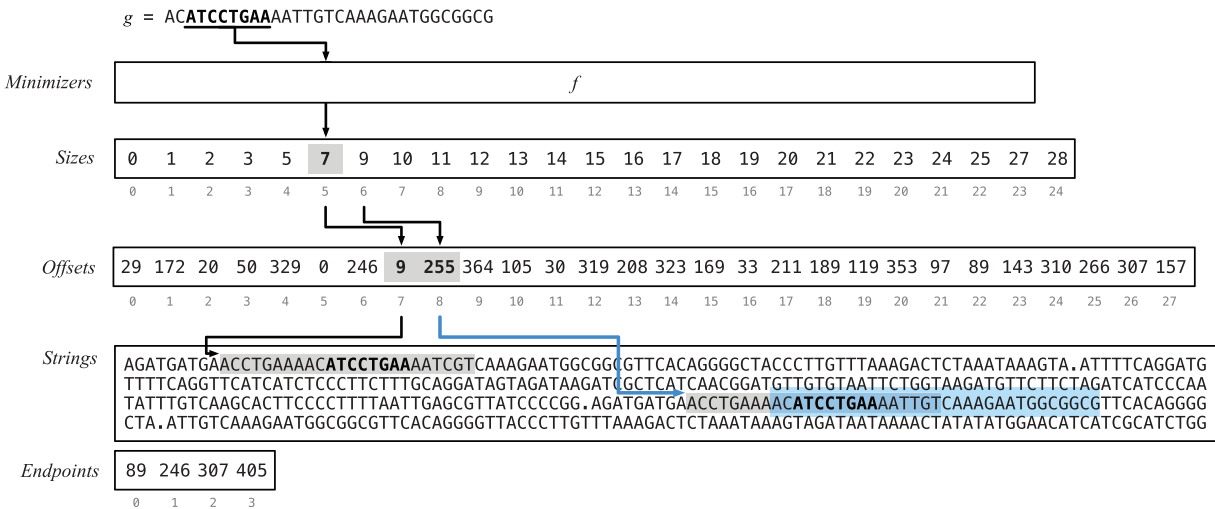 g = ACATCCTGAAAATTGTCAAAGAATGGCGGCG
Minimizers f
Sizes 0 1 2 3 5 7 9 10 11 12 13 14 15 16 17 18 19 20 21 22 23 24 25 27 28
0 1 2 3 4 5 6 7 8 9 10 11 12 13 14 15 16 17 18 19 20 21 22 23 24
Offsets 29 172 20 50 329 0 246 9 255 364 105 30 319 208 323 169 33 211 189 119 353 97 89 143 310 266 307 157
0 1 2 3 4 5 6 7 8 9 10 11 12 13 14 15 16 17 18 19 20 21 22 23 24 25 26 27
Strings AGATGATGAACCTGAAAACATCCTGAAAATCGTCAAAGAATGGCGGCGTTCACAGGGGCTACCCTTGTTTAAAGACTCTAAATAAAGTA.ATTTTCAGGATG
TTTTCAGGTTCATCATCTCCCTTCTTTGCAGGATAGTAGATAAGATCGCTCATCAACGGATGTTGTGTAATTCTGGTAAGATGTTCTTCTAGATCATCCCAA
TATTTGTCAAGCACTTCCCCTTTTAATTGAGCGTTATCCCCGG.AGATGATGAACCTGAAAACATCCTGAAAATTGTCAAAGAATGGCGGCGTTCACAGGGG
CTA.ATTGTCAAAGAATGGCGGCGTTCACAGGGGTTACCCTTGTTTAAAGACTCTAAATAAAGTAGATAATAAAACTATATATGGAACATCATCGCATCTGG
Endpoints 89 246 307 405
0 1 2 3